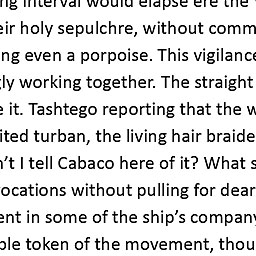 ng interval would elapse ere the
eir holy sepulchre, without comm
ng even a porpoise. This vigilance
ly working together. The straight
e it. Tashtego reporting that the w
ited turban, the living hair braide
’t I tell Cabaco here of it? What s
ocations without pulling for dear
ent in some of the ship’s company
ble token of the movement, thou